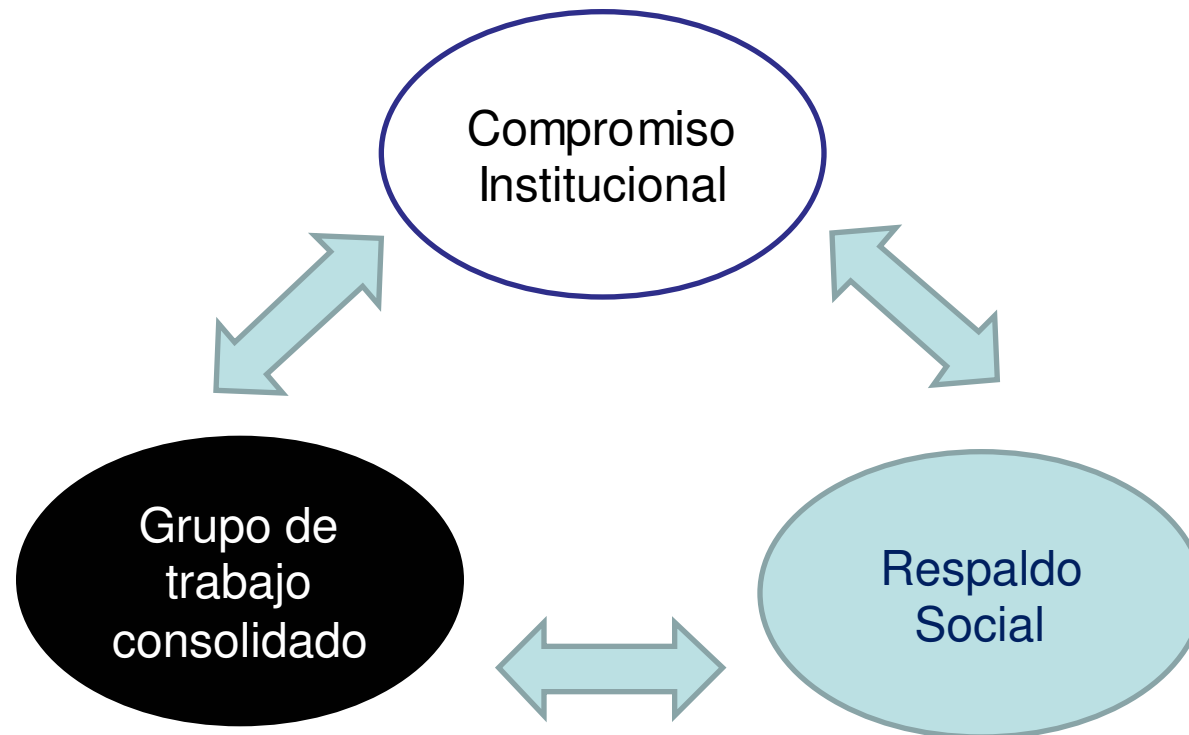 Compromiso
Institucional
Grupo de
trabajo
consolidado
Respaldo
Social